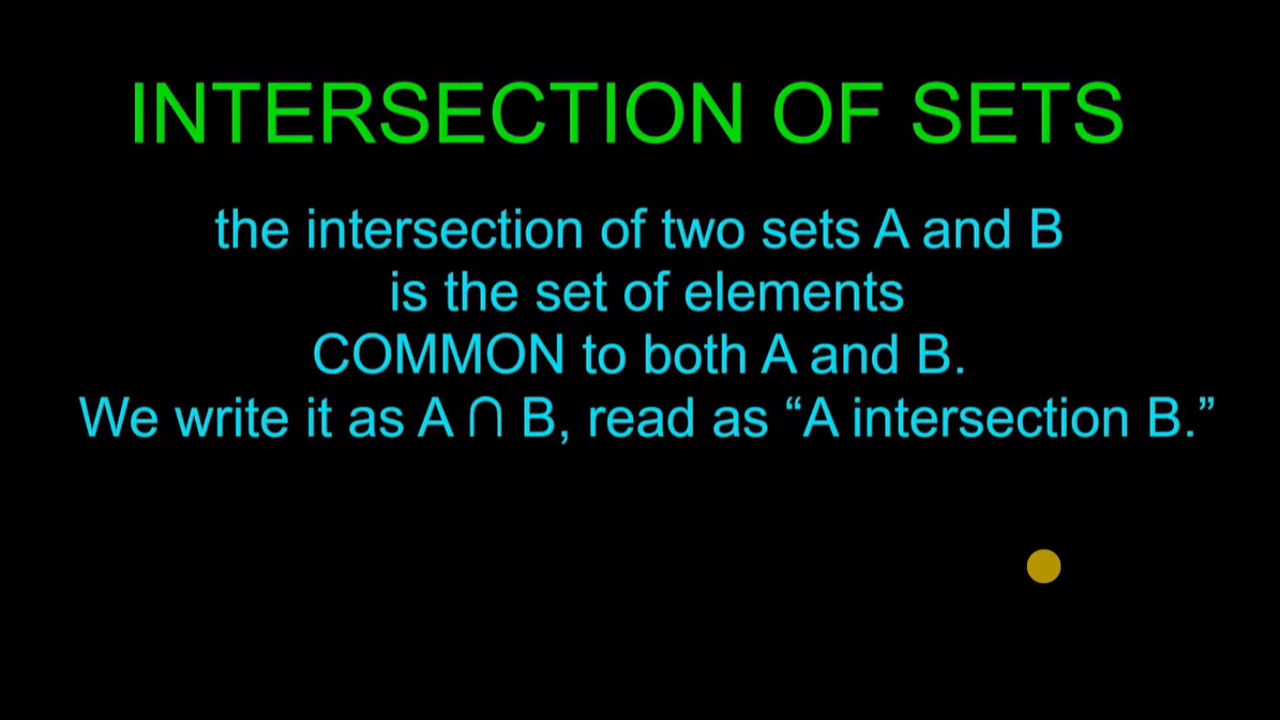 INTERSECTION OF SETS
the intersection of two sets A and B
is the set of elements
COMMON to both A and B.
We write it as A ∩ B, read as “A intersection B.”